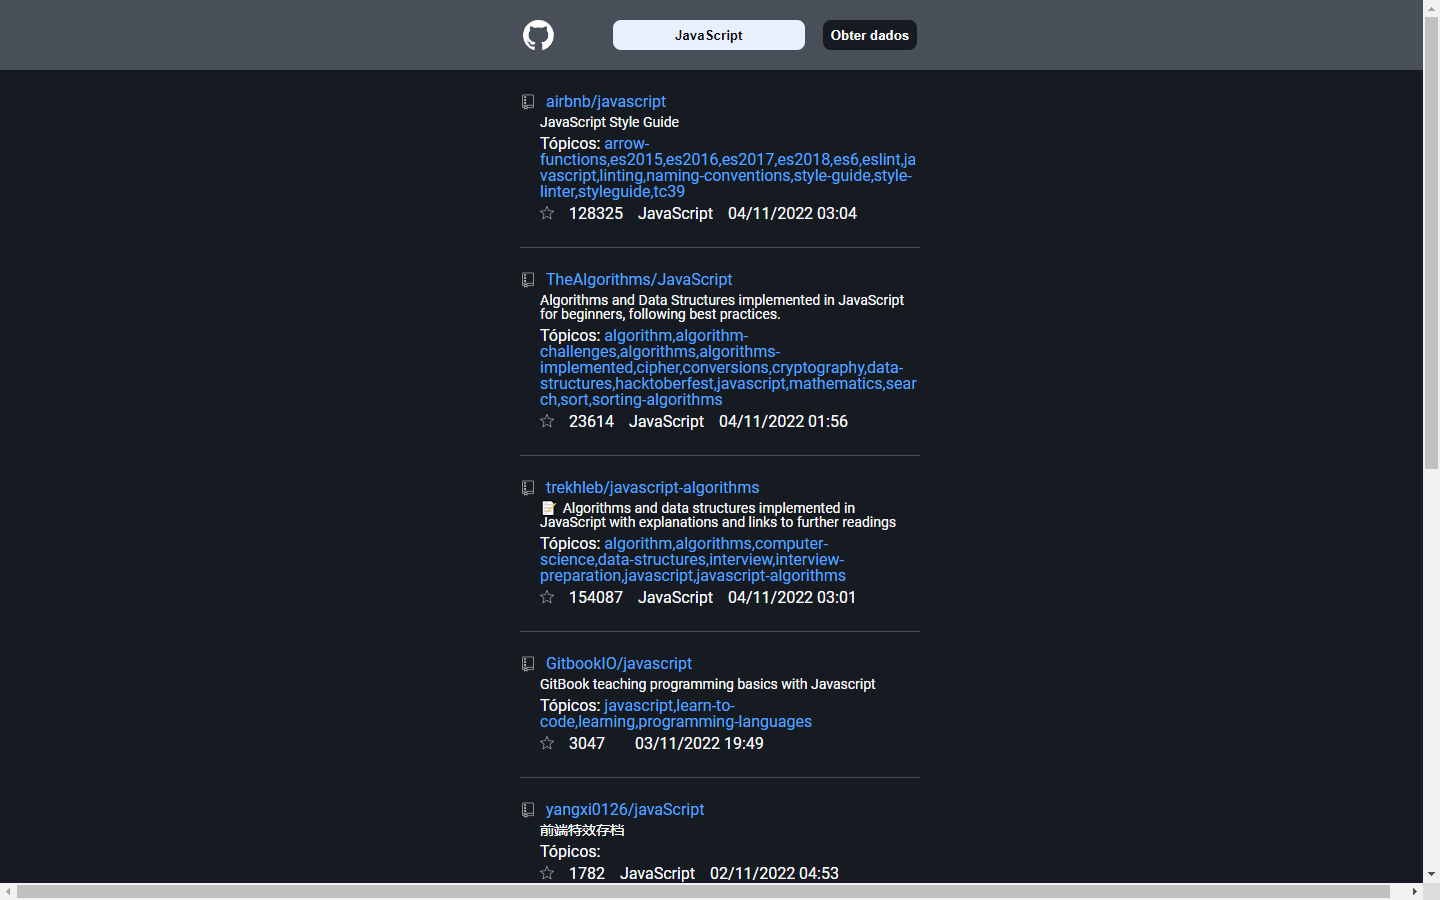 JavaScript
Obter dados
airbnb/javascript
JavaScript Style Guide
Tópicos: arrow-
functions,es2015,es2016,es2017,es2018,es6,eslint,ja
vascript,linting,naming-conventions,style-guide,style-
linter,styleguide,tc39
128325 JavaScript 04/11/2022 03:04
TheAlgorithms/JavaScript
Algorithms and Data Structures implemented in JavaScript
for beginners, following best practices.
Tópicos: algorithm,algorithm-
challenges,algorithms,algorithms-
implemented,cipher,conversions,cryptography,data-
structures,hacktoberfest,javascript,mathematics,sear
ch,sort,sorting-algorithms
23614 JavaScript 04/11/2022 01:56
trekhleb/javascript-algorithms
📝 Algorithms and data structures implemented in
JavaScript with explanations and links to further readings
Tópicos: algorithm,algorithms,computer-
science,data-structures,interview,interview-
preparation,javascript,javascript-algorithms
154087 JavaScript 04/11/2022 03:01
GitbookIO/javascript
GitBook teaching programming basics with Javascript
Tópicos: javascript,learn-to-
code,learning,programming-languages
3047 03/11/2022 19:49
yangxi0126/javaScript
前端特效存档
Tópicos:
1782 JavaScript 02/11/2022 04:53